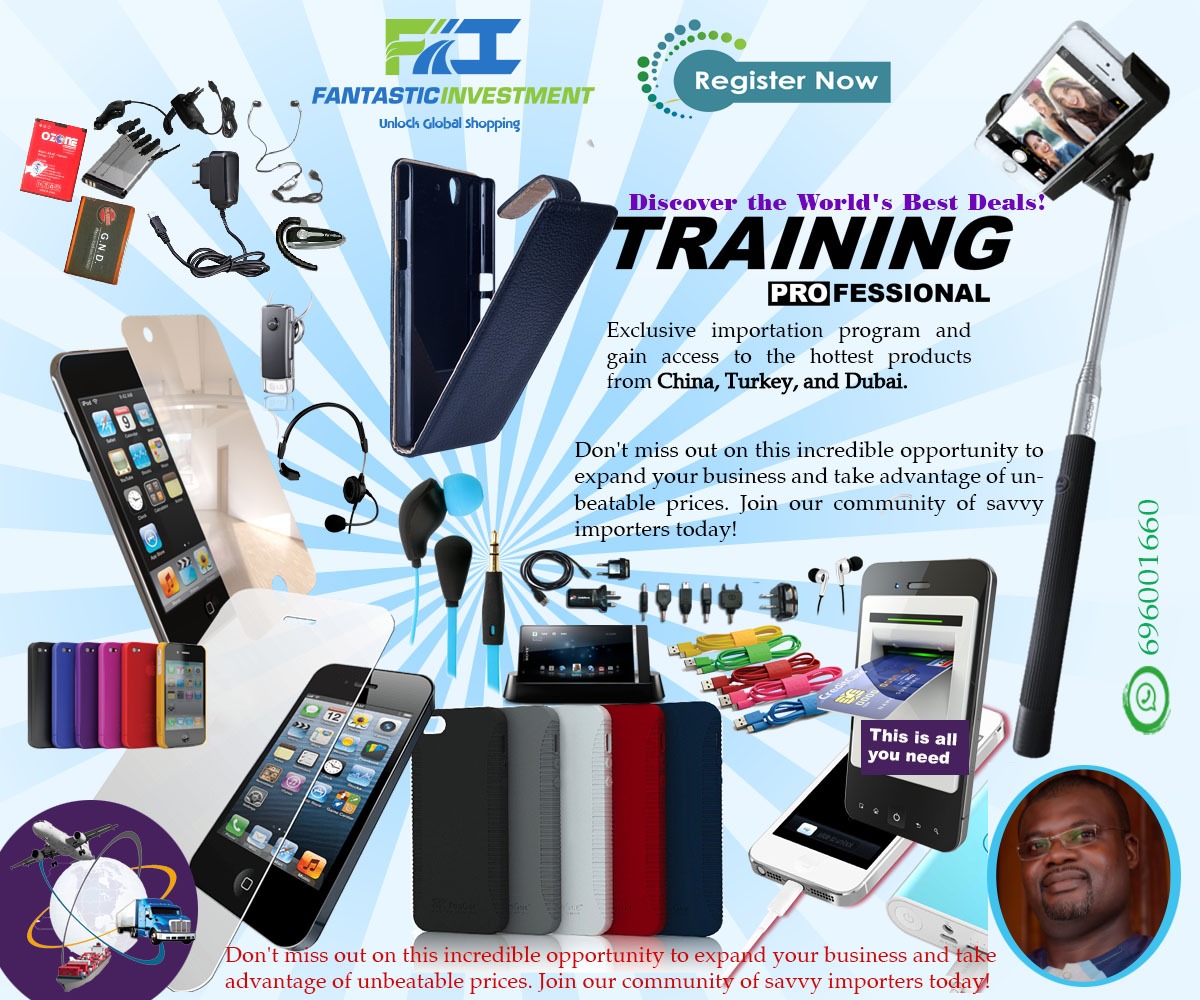 FANTASTICINVESTMENT
Unlock Global Shopping
Register Now
OZONE
G.N.D.
Discover the World's Best Deals!
TRAINING
PROFESSIONAL
Exclusive importation program and
gain access to the hottest products
from China, Turkey, and Dubai.
Don't miss out on this incredible opportunity to
expand your business and take advantage of un-
beatable prices. Join our community of savvy
importers today!
696001660
This is all
you need
Don't miss out on this incredible opportunity to expand your business and take
advantage of unbeatable prices. Join our community of savvy importers today!